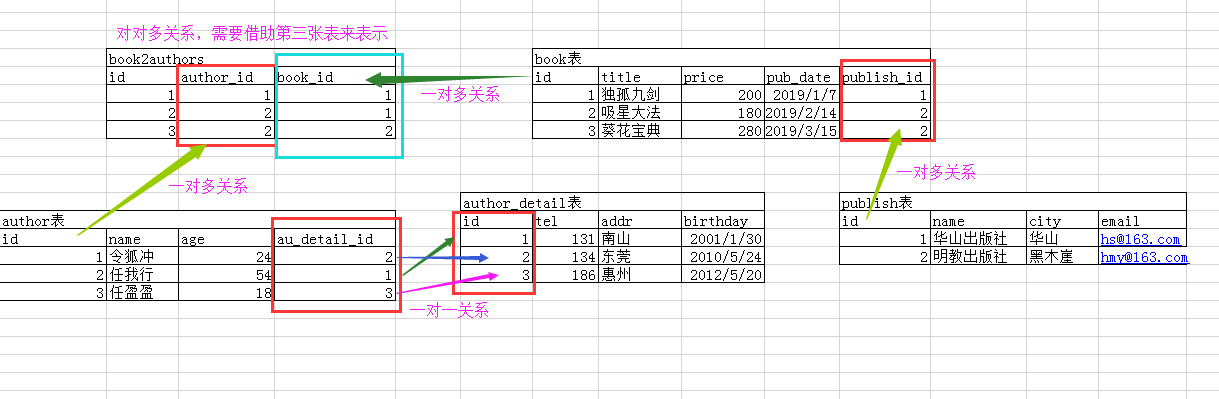 对对多关系，需要借助第三张表来表示
book2authors
id author_id book_id
1 1 1
2 2 1
3 2 2
一对多关系
book表
id title price pub_date publish_id
1 独孤九剑 200 2019/1/7 1
2 吸星大法 180 2019/2/14 2
3 葵花宝典 280 2019/3/15 2
一对多关系
一对多关系
author表
id name age au_detail_id
1 令狐冲 24 2
2 任我行 54 1
3 任盈盈 18 3
author_detail表
id tel addr birthday
1 131 南山 2001/1/30
2 134 东莞 2010/5/24
3 186 惠州 2012/5/20
一对一关系
publish表
id name city email
1 华山出版社 华山 hs@163.com
2 明教出版社 黑木崖 hmy@163.com